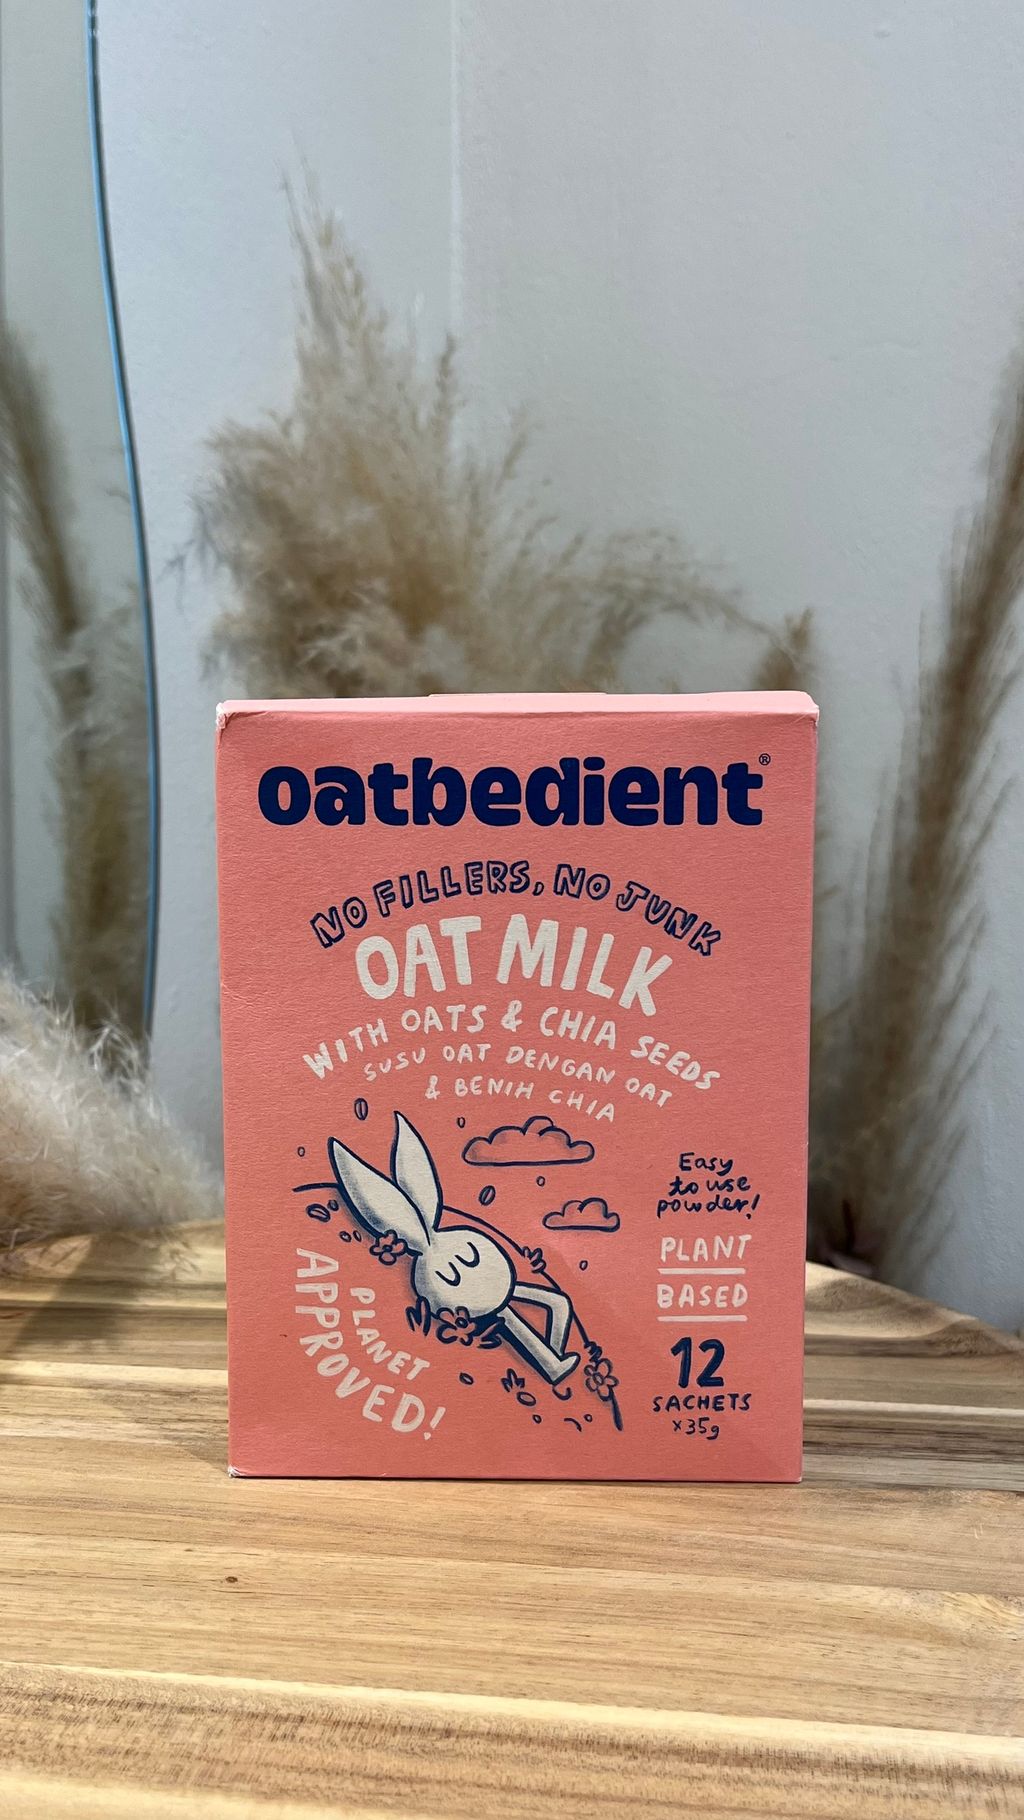 oatbedient®
NO FILLERS, NO JUNK
OAT MILK
WITH OATS & CHIA SEEDS
SUSU OAT DENGAN OAT
& BENIH CHIA
Easy
to use
powder!
PLANT
BASED
PLANET
APPROVED!
12
SACHETS
x35g